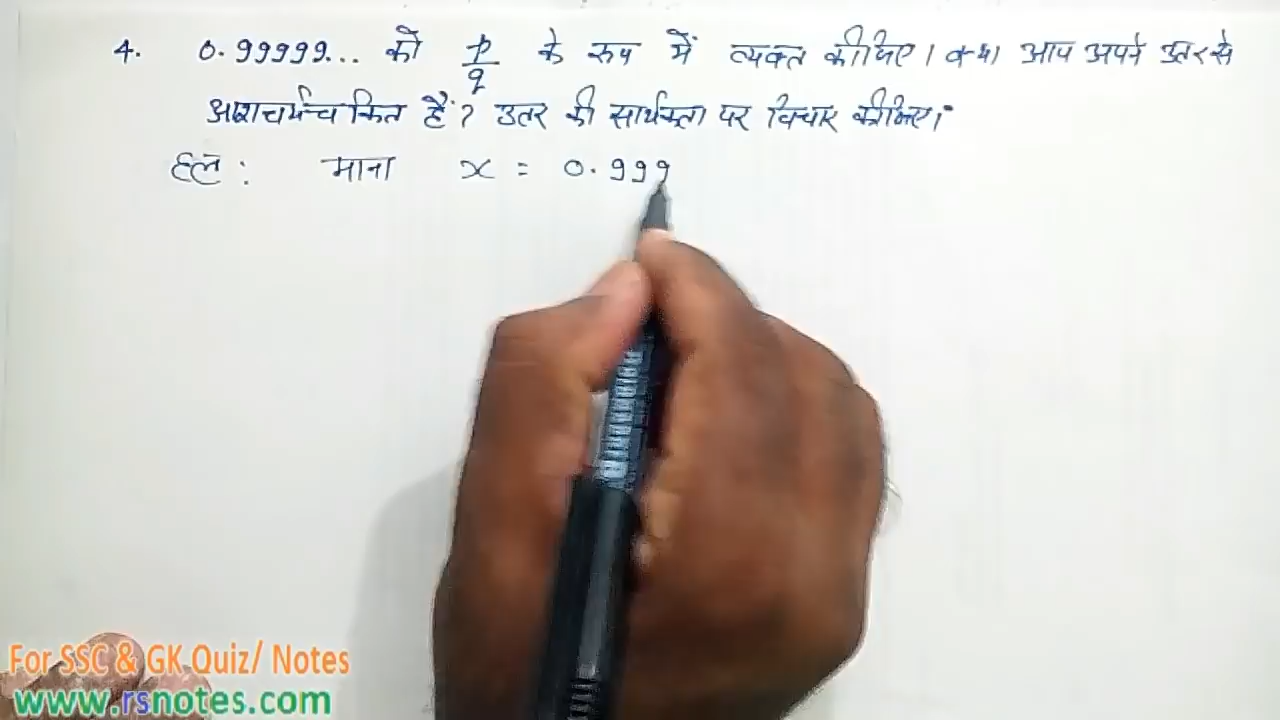 4. 0.99999... को p/q के रूप में व्यक्त कीजिए। क्या आप अपने उत्तर से
आश्चर्यचकित हैं? उत्तर की सार्थकता पर विचार कीजिए।
हल : माना x = 0.999
For SSC & GK Quiz/ Notes
www.rsnotes.com